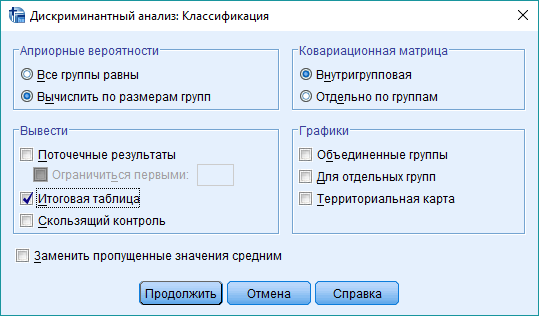 Дискриминантный анализ: Классификация
Априорные вероятности
Все группы равны
Вычислить по размерам групп
Ковариационная матрица
Внутригрупповая
Отдельно по группам
Вывести
Поточечные результаты
Ограничиться первыми:
Итоговая таблица
Скользящий контроль
Графики
Объединенные группы
Для отдельных групп
Территориальная карта
Заменить пропущенные значения средним
Продолжить
Отмена
Справка